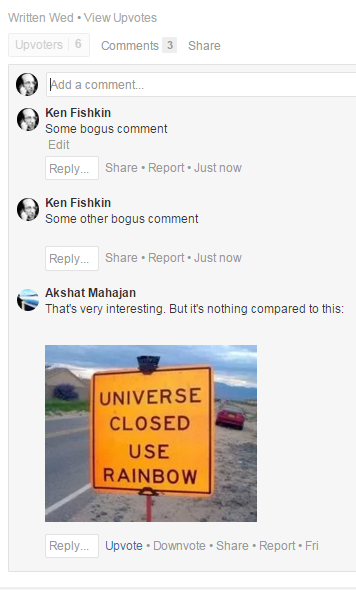 Written Wed • View Upvotes
Upvoters 6 Comments 3 Share
Add a comment...
Ken Fishkin
Some bogus comment
Edit
Reply... Share • Report • Just now
Ken Fishkin
Some other bogus comment
Reply... Share • Report • Just now
Akshat Mahajan
That's very interesting. But it's nothing compared to this:
UNIVERSE
CLOSED
USE
RAINBOW
Reply... Upvote • Downvote • Share • Report • Fri